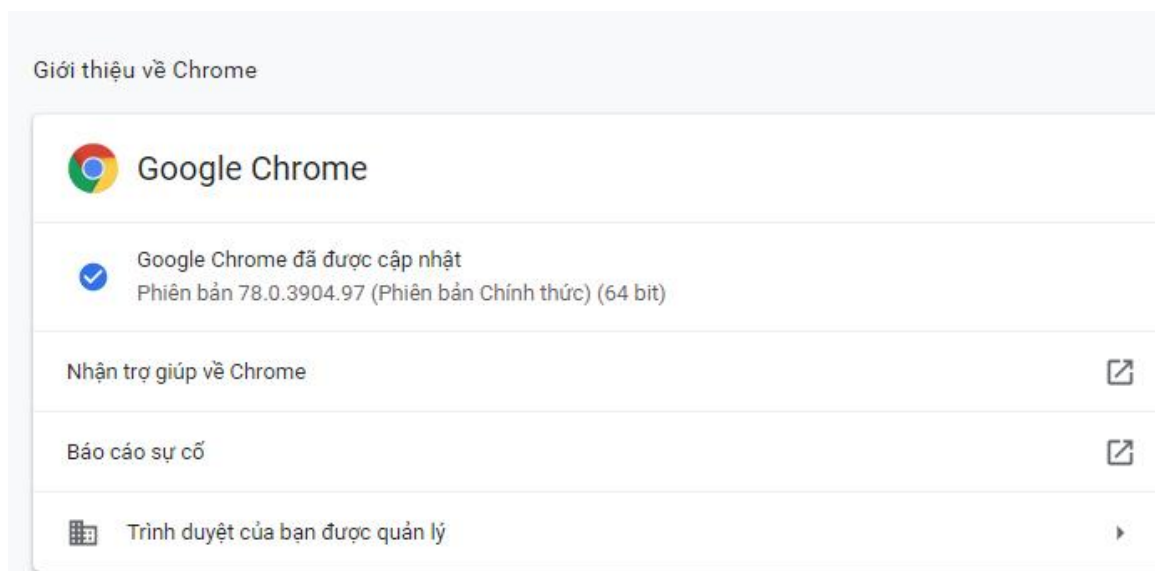 Giới thiệu về Chrome
Google Chrome
Google Chrome đã được cập nhật
Phiên bản 78.0.3904.97 (Phiên bản Chính thức) (64 bit)
Nhận trợ giúp về Chrome
Báo cáo sự cố
Trình duyệt của bạn được quản lý